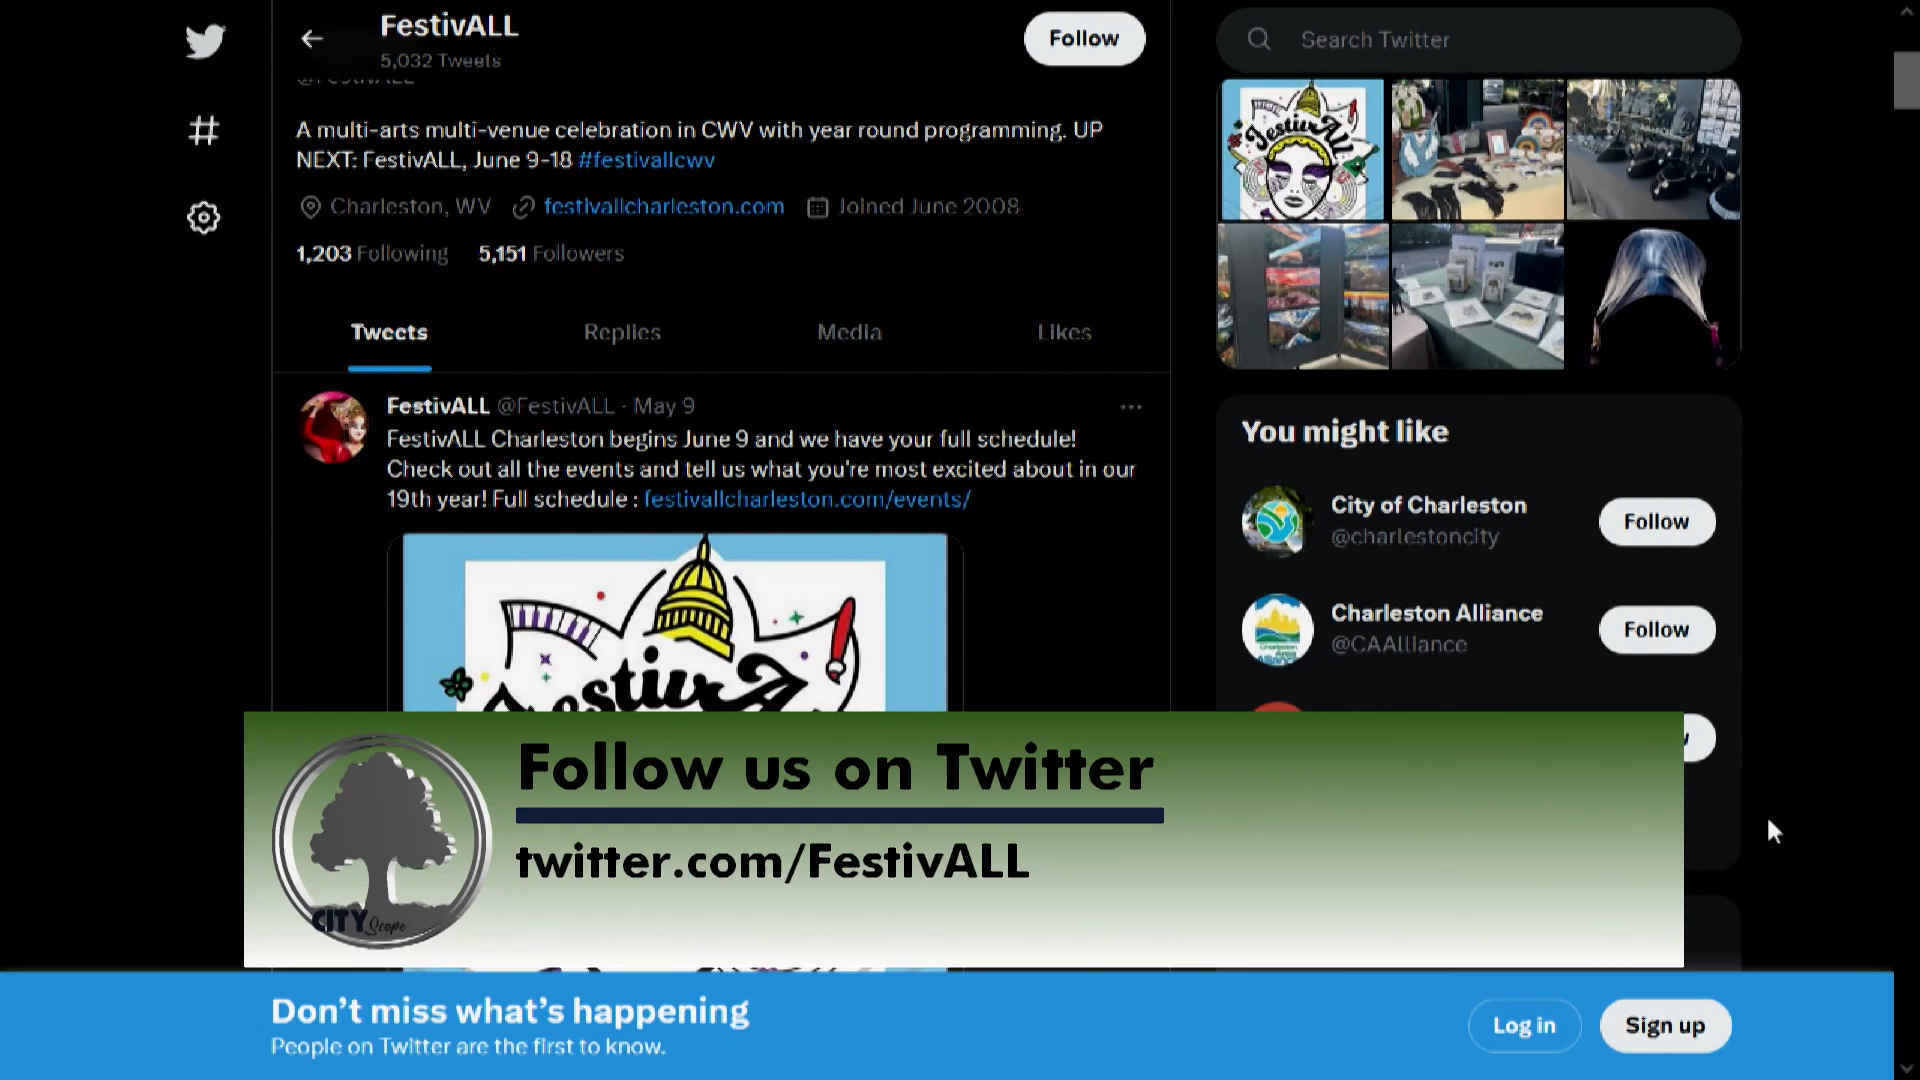 FestivALL
5,032 Tweets
Follow
Search Twitter
@FestivALL
A multi-arts multi-venue celebration in CWV with year round programming. UP
NEXT: FestivALL, June 9-18 #festivallcwv
Charleston, WV festivallcharleston.com Joined June 2008
1,203 Following 5,151 Followers
Tweets Replies Media Likes
FestivALL @FestivALL · May 9
FestivALL Charleston begins June 9 and we have your full schedule!
Check out all the events and tell us what you're most excited about in our
19th year! Full schedule : festivallcharleston.com/events/
FestivA
FestivAll
You might like
City of Charleston
@charlestoncity
Follow
Charleston Alliance
@CAAlliance
Follow
Follow us on Twitter
twitter.com/FestivALL
CITY Scope
Don't miss what's happening
People on Twitter are the first to know.
Log in
Sign up